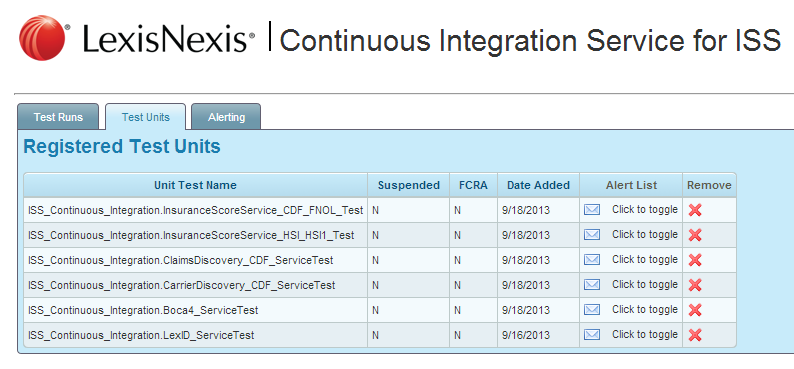 LexisNexis® | Continuous Integration Service for ISS
Test Runs Test Units Alerting
Registered Test Units
Unit Test Name Suspended FCRA Date Added Alert List Remove
ISS_Continuous_Integration.InsuranceScoreService_CDF_FNOL_Test N N 9/18/2013 Click to toggle
ISS_Continuous_Integration.InsuranceScoreService_HSI_HSI1_Test N N 9/18/2013 Click to toggle
ISS_Continuous_Integration.ClaimsDiscovery_CDF_ServiceTest N N 9/18/2013 Click to toggle
ISS_Continuous_Integration.CarrierDiscovery_CDF_ServiceTest N N 9/18/2013 Click to toggle
ISS_Continuous_Integration.Boca4_ServiceTest N N 9/18/2013 Click to toggle
ISS_Continuous_Integration.LexID_ServiceTest N N 9/16/2013 Click to toggle